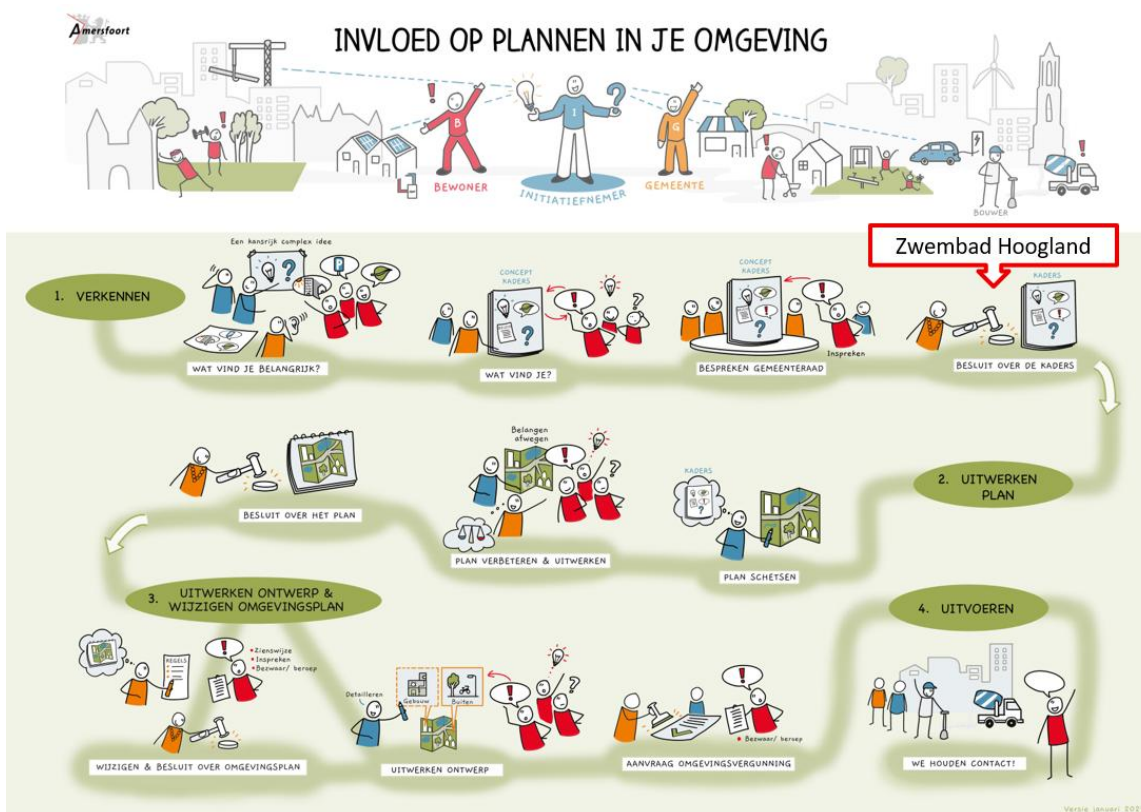 Amersfoort
INVLOED OP PLANNEN IN JE OMGEVING
B
I
G
BEWONER
INITIATIEFNEMER
GEMEENTE
BOUWER
Zwembad Hoogland
1. VERKENNEN
Een kansrijk complex idee
P
WAT VIND JE BELANGRIJK?
CONCEPT
KADERS
WAT VIND JE?
CONCEPT
KADERS
Inspreken
BESPREKEN GEMEENTERAAD
KADERS
BESLUIT OVER DE KADERS
2. UITWERKEN
PLAN
KADERS
PLAN SCHETSEN
Belangen
afwegen
PLAN VERBETEREN & UITWERKEN
BESLUIT OVER HET PLAN
3. UITWERKEN ONTWERP &
WIJZIGEN OMGEVINGSPLAN
REGELS
• Zienswijze
• Inspreken
• Bezwaar/ beroep
WIJZIGEN & BESLUIT OVER OMGEVINGSPLAN
Detailleren
Gebouw
Buiten
UITWERKEN ONTWERP
• Bezwaar/ beroep
AANVRAAG OMGEVINGSVERGUNNING
4. UITVOEREN
WE HOUDEN CONTACT!
Versie januari